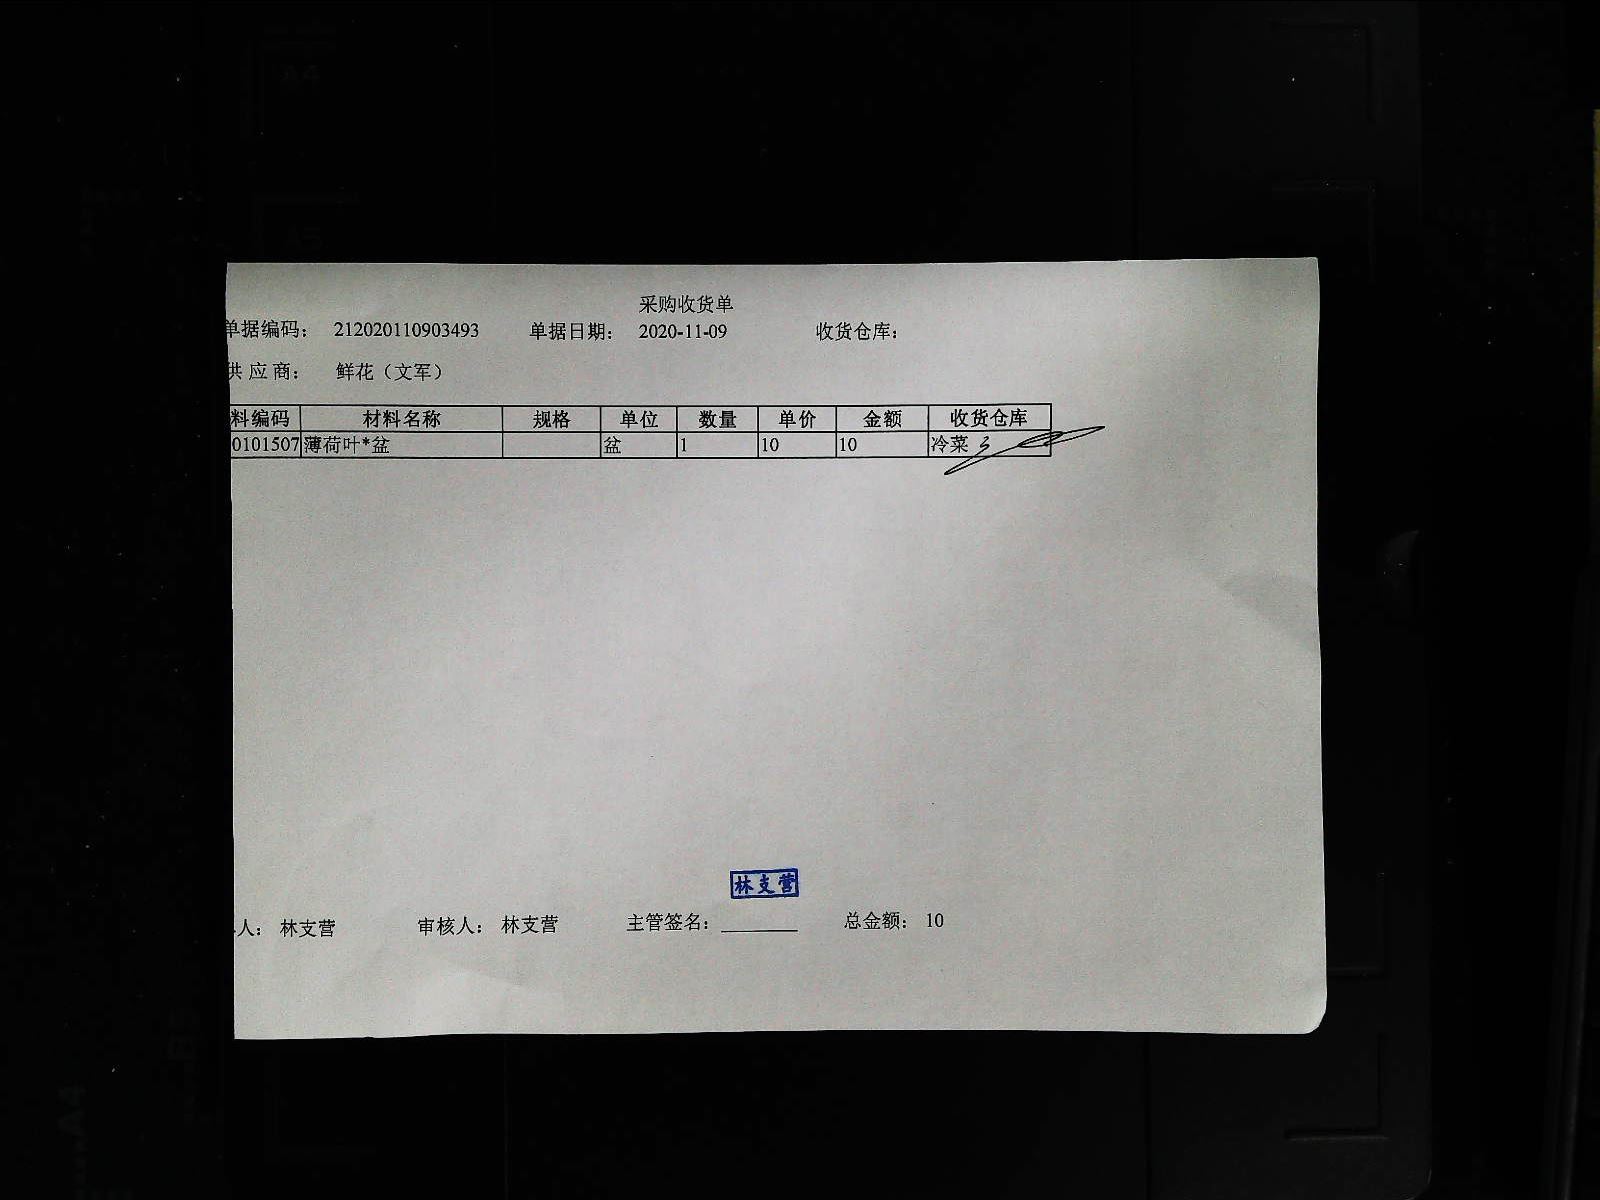 采购收货单
单据编码： 212020110903493 单据日期： 2020-11-09 收货仓库：
供应商： 鲜花（文军）
料编码 材料名称 规格 单位 数量 单价 金额 收货仓库
0101507 薄荷叶*盆 盆 1 10 10 冷菜
林支营
人： 林支营 审核人： 林支营 主管签名： 总金额： 10